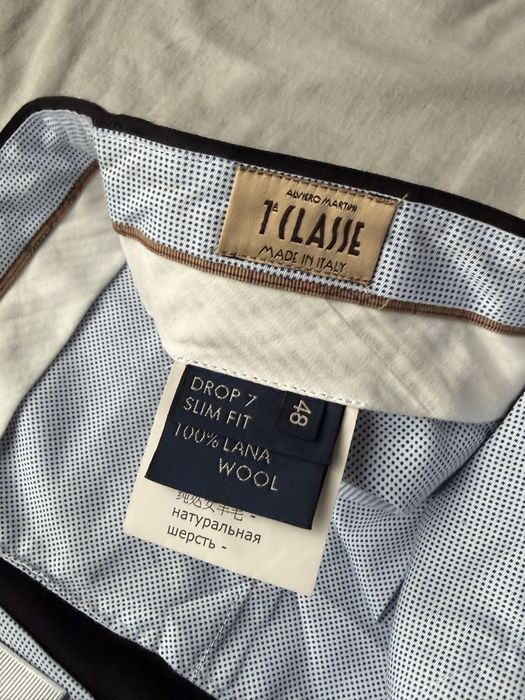 ALVIERO MARTINI
1ᴬ CLASSE
MADE IN ITALY
DROP 7
SLIM FIT
48
100% LANA
WOOL
натуральная
шерсть -